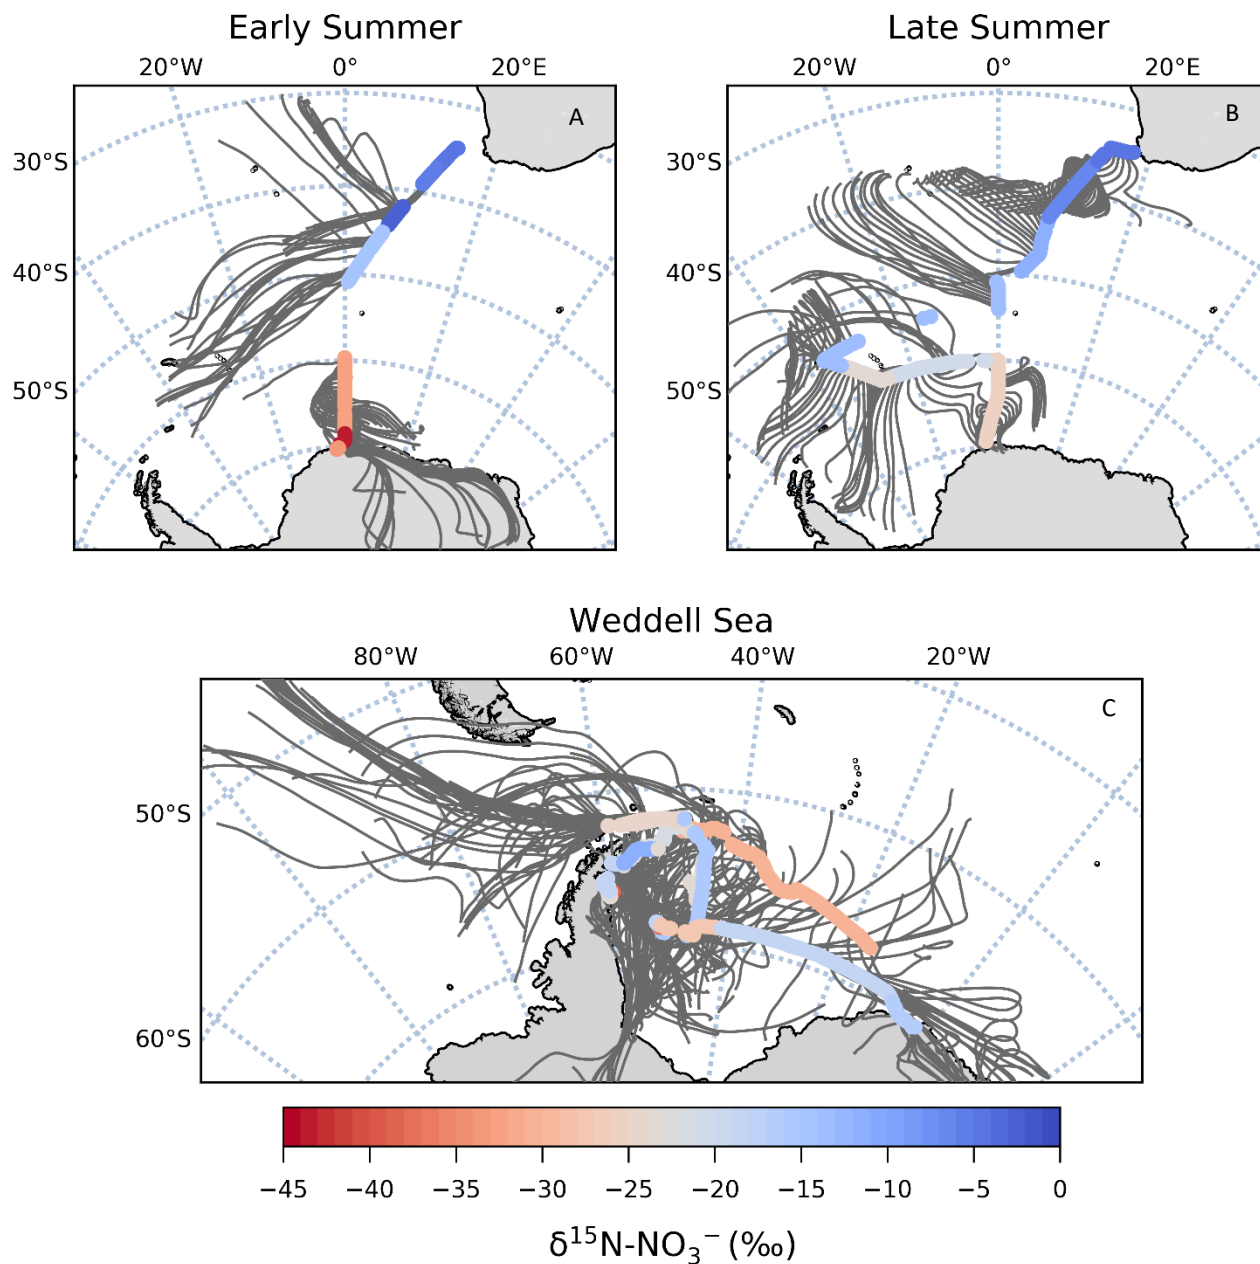 Early Summer
Late Summer
20°W 0° 20°E
20°W 0° 20°E
A
B
30°S
40°S
50°S
30°S
40°S
50°S
Weddell Sea
80°W 60°W 40°W 20°W
C
50°S
60°S
−45 −40 −35 −30 −25 −20 −15 −10 −5 0
δ¹⁵N-NO₃⁻ (‰)